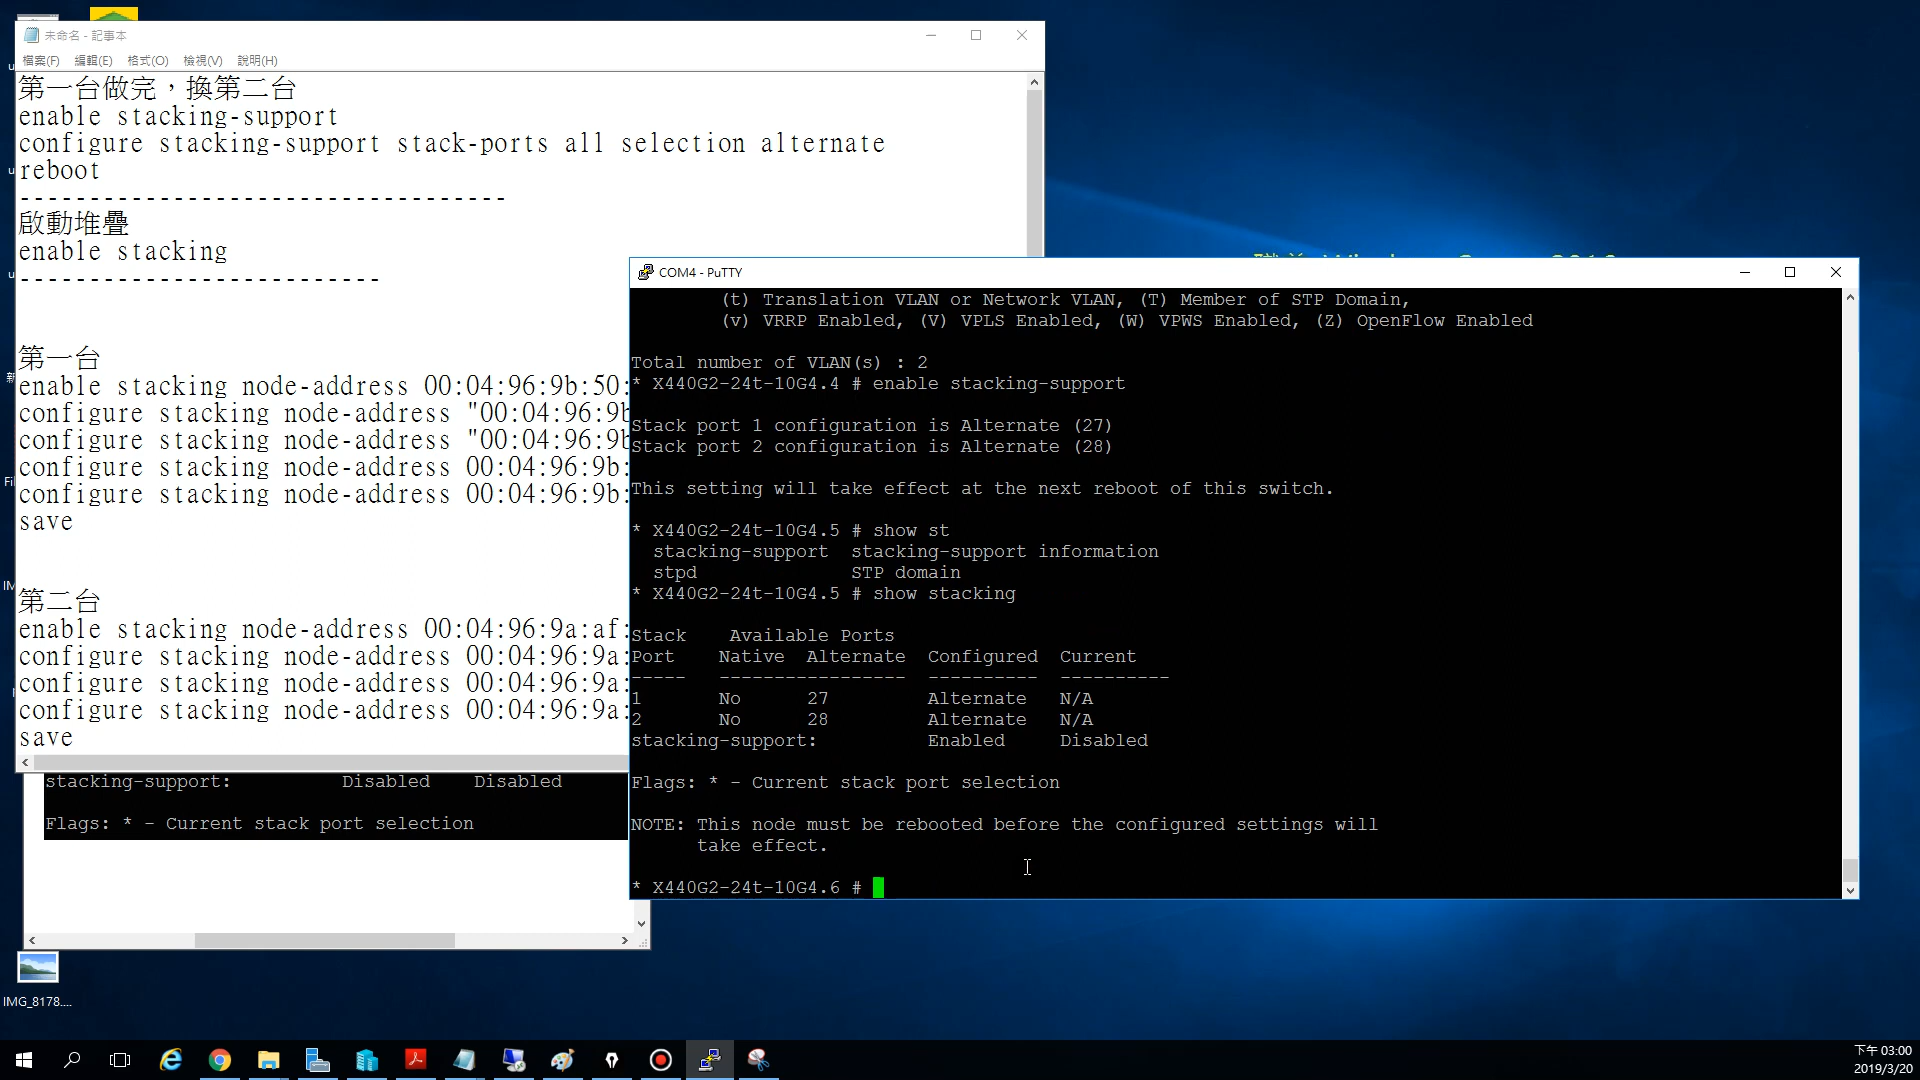 未命名 - 記事本
檔案(F) 編輯(E) 格式(O) 檢視(V) 說明(H)
第一台做完，換第二台
enable stacking-support
configure stacking-support stack-ports all selection alternate
reboot
-----------------------------------
啟動堆疊
enable stacking
--------------------------
第一台
enable stacking node-address 00:04:96:9b:50:
configure stacking node-address "00:04:96:9b
configure stacking node-address "00:04:96:9b
configure stacking node-address 00:04:96:9b:
configure stacking node-address 00:04:96:9b:
save
第二台
enable stacking node-address 00:04:96:9a:af:
configure stacking node-address 00:04:96:9a:
configure stacking node-address 00:04:96:9a:
configure stacking node-address 00:04:96:9a:
save
stacking-support: Disabled Disabled
Flags: * - Current stack port selection
COM4 - PuTTY
(t) Translation VLAN or Network VLAN, (T) Member of STP Domain,
(v) VRRP Enabled, (V) VPLS Enabled, (W) VPWS Enabled, (Z) OpenFlow Enabled
Total number of VLAN(s) : 2
* X440G2-24t-10G4.4 # enable stacking-support
Stack port 1 configuration is Alternate (27)
Stack port 2 configuration is Alternate (28)
This setting will take effect at the next reboot of this switch.
* X440G2-24t-10G4.5 # show st
stacking-support stacking-support information
stpd STP domain
* X440G2-24t-10G4.5 # show stacking
Stack Available Ports
Port Native Alternate Configured Current
----- ----------------- ---------- ----------
1 No 27 Alternate N/A
2 No 28 Alternate N/A
stacking-support: Enabled Disabled
Flags: * - Current stack port selection
NOTE: This node must be rebooted before the configured settings will
take effect.
* X440G2-24t-10G4.6 #
IMG_8178....
下午 03:00
2019/3/20